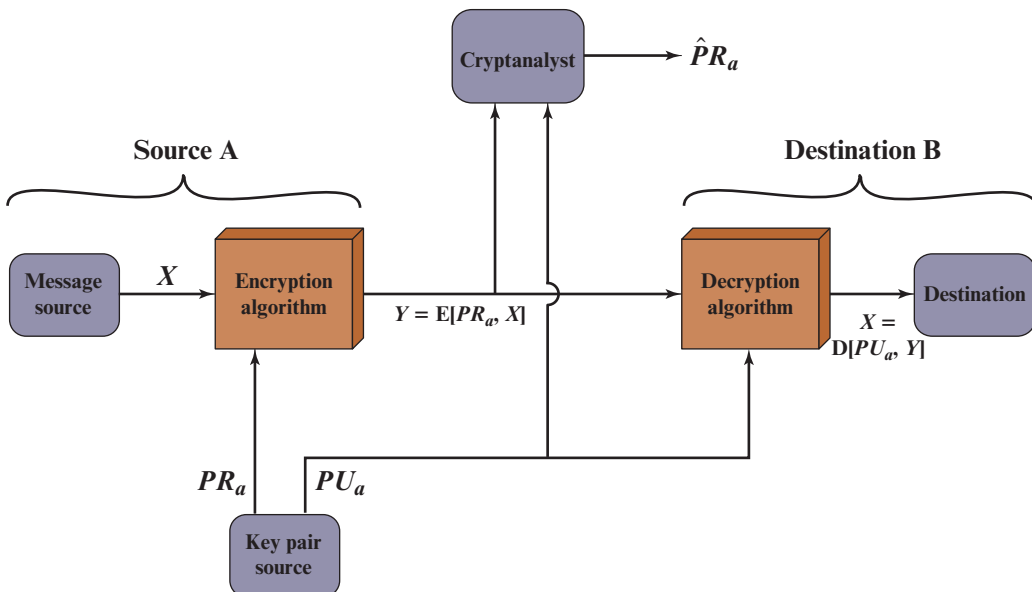 Cryptanalyst
P̂R_a
Source A
Destination B
Message
source
X
Encryption
algorithm
Y = E[PR_a, X]
Decryption
algorithm
X =
D[PU_a, Y]
Destination
PR_a
PU_a
Key pair
source